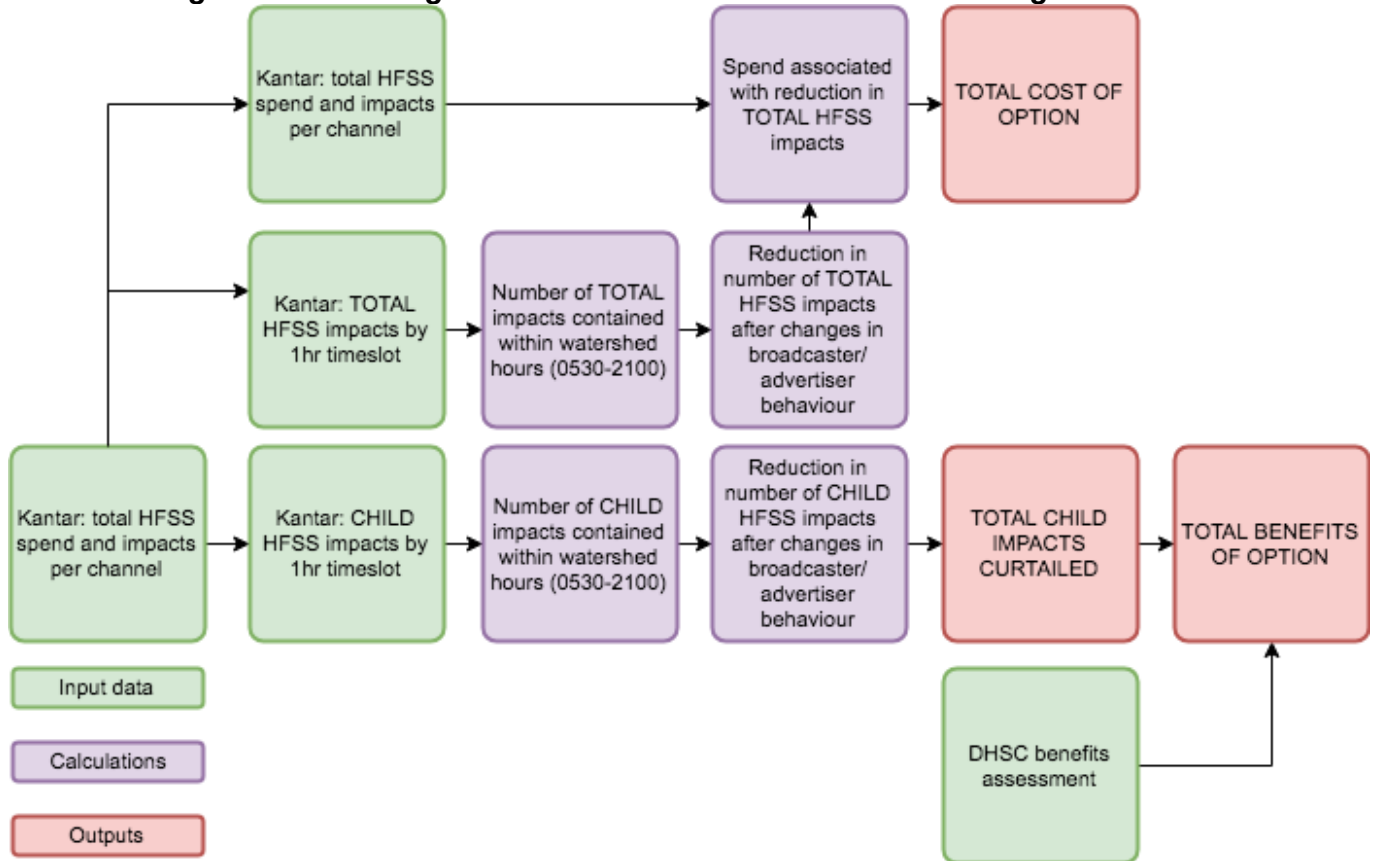 Kantar: total HFSS
spend and impacts
per channel
Spend associated
with reduction in
TOTAL HFSS
impacts
TOTAL COST OF
OPTION
Kantar: TOTAL
HFSS impacts by
1hr timeslot
Number of TOTAL
impacts contained
within watershed
hours (0530-2100)
Reduction in
number of TOTAL
HFSS impacts
after changes in
broadcaster/
advertiser
behaviour
Kantar: total HFSS
spend and impacts
per channel
Kantar: CHILD
HFSS impacts by
1hr timeslot
Number of CHILD
impacts contained
within watershed
hours (0530-2100)
Reduction in
number of CHILD
HFSS impacts
after changes in
broadcaster/
advertiser
behaviour
TOTAL CHILD
IMPACTS
CURTAILED
TOTAL BENEFITS
OF OPTION
Input data
Calculations
Outputs
DHSC benefits
assessment